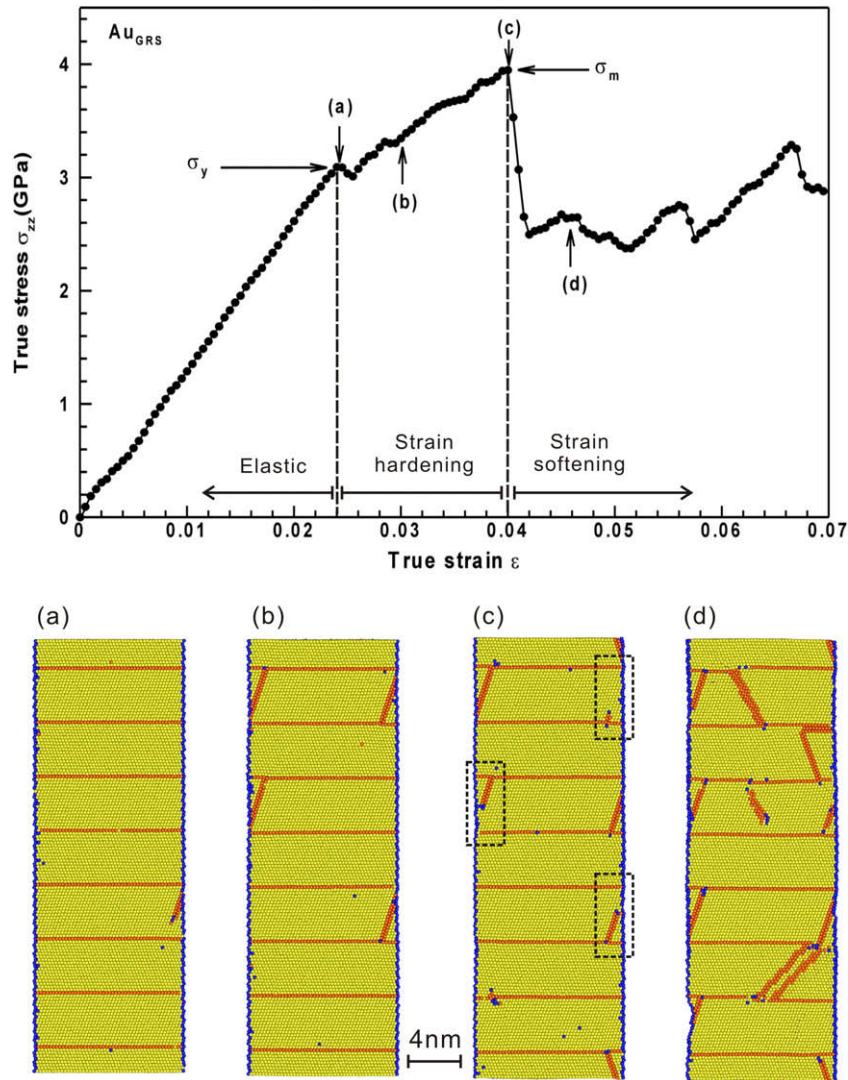 Au_GRS
(c)
4
σ_m
(a)
σ_y
3
(b)
(d)
2
True stress σ_zz(GPa)
1
Elastic
Strain
hardening
Strain
softening
0
0 0.01 0.02 0.03 0.04 0.05 0.06 0.07
True strain ε
(a) (b) (c) (d)
4nm